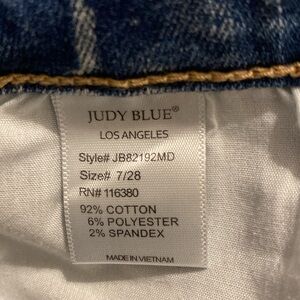 JUDY BLUE®
LOS ANGELES
Style# JB82192MD
Size# 7/28
RN# 116380
92% COTTON
6% POLYESTER
2% SPANDEX
MADE IN VIETNAM